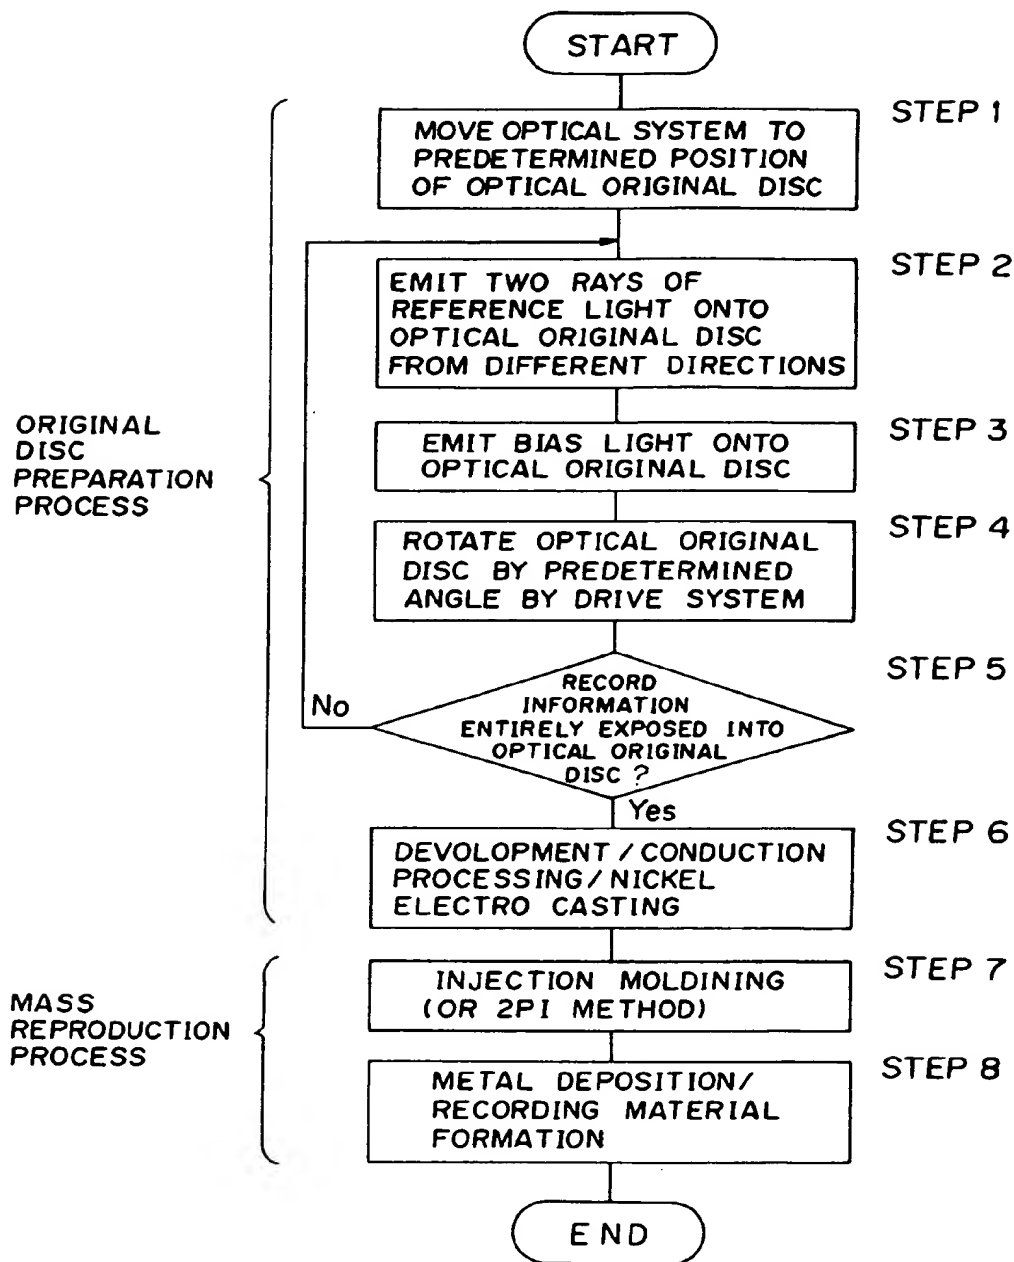 START
STEP 1
MOVE OPTICAL SYSTEM TO
PREDETERMINED POSITION
OF OPTICAL ORIGINAL DISC
STEP 2
EMIT TWO RAYS OF
REFERENCE LIGHT ONTO
OPTICAL ORIGINAL DISC
FROM DIFFERENT DIRECTIONS
ORIGINAL
DISC
PREPARATION
PROCESS
STEP 3
EMIT BIAS LIGHT ONTO
OPTICAL ORIGINAL DISC
STEP 4
ROTATE OPTICAL ORIGINAL
DISC BY PREDETERMINED
ANGLE BY DRIVE SYSTEM
STEP 5
RECORD
INFORMATION
ENTIRELY EXPOSED INTO
OPTICAL ORIGINAL
DISC ?
No
Yes
STEP 6
DEVOLOPMENT / CONDUCTION
PROCESSING / NICKEL
ELECTRO CASTING
MASS
REPRODUCTION
PROCESS
STEP 7
INJECTION MOLDINING
(OR 2PI METHOD)
STEP 8
METAL DEPOSITION/
RECORDING MATERIAL
FORMATION
END